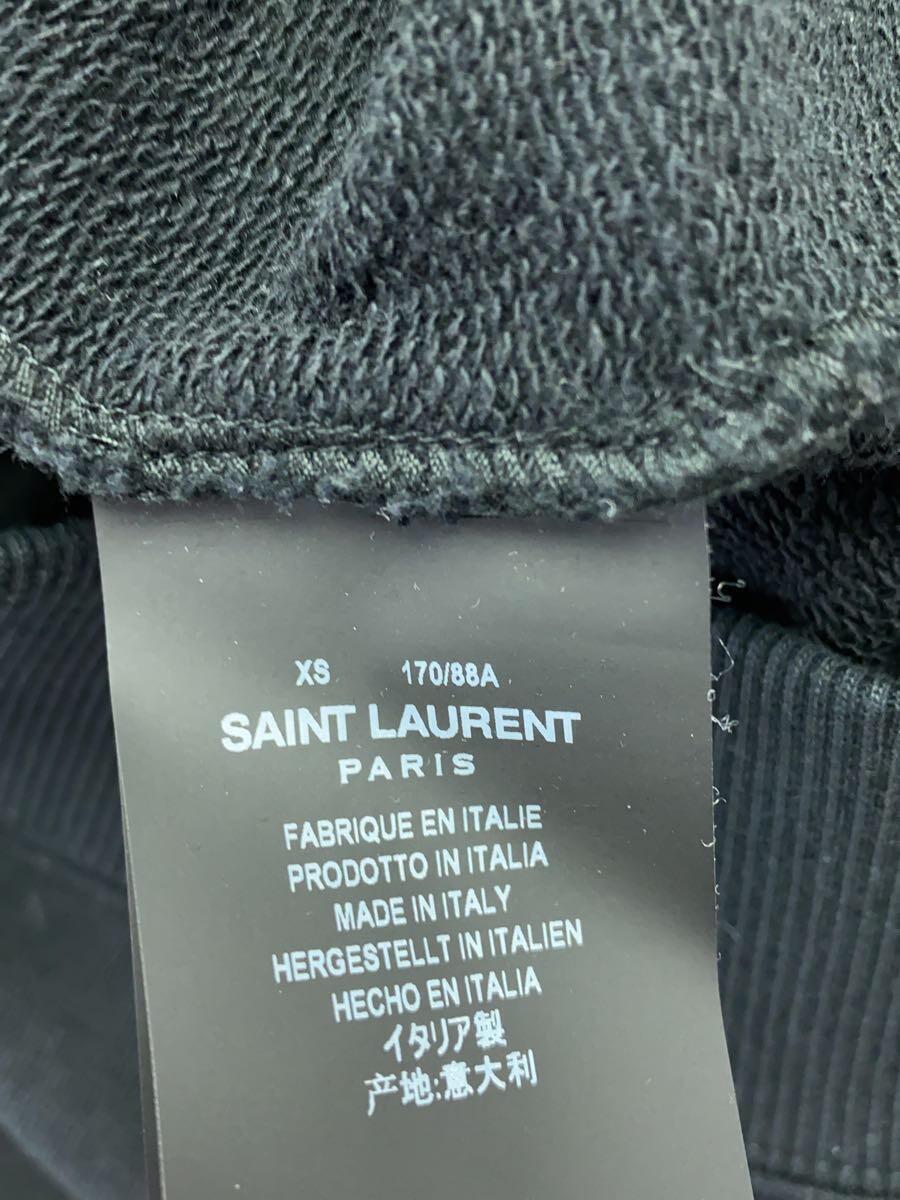 XS 170/88A
SAINT LAURENT
PARIS
FABRIQUE EN ITALIE
PRODOTTO IN ITALIA
MADE IN ITALY
HERGESTELLT IN ITALIEN
HECHO EN ITALIA
イタリア製
产地:意大利